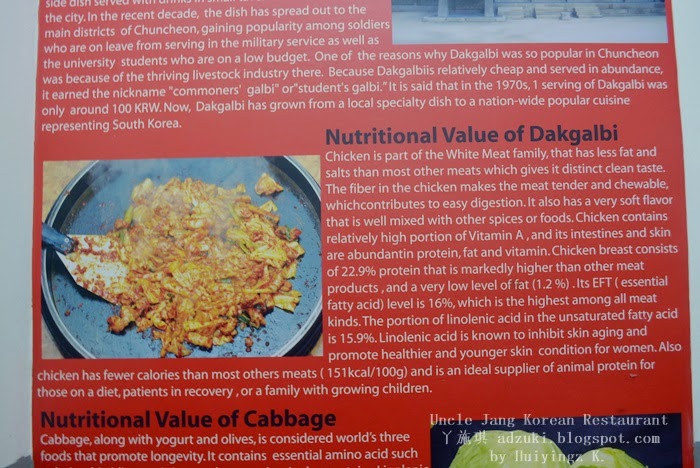 side dish served with drinks in small
the city. In the recent decade, the dish has spread out to the
main districts of Chuncheon, gaining popularity among soldiers
who are on leave from serving in the military service as well as
the university students who are on a low budget. One of the reasons why Dakgalbi was so popular in Chuncheon
was because of the thriving livestock industry there. Because Dakgalbiis relatively cheap and served in abundance,
it earned the nickname "commoners' galbi" or"student's galbi." It is said that in the 1970s, 1 serving of Dakgalbi was
only around 100 KRW. Now, Dakgalbi has grown from a local specialty dish to a nation-wide popular cuisine
representing South Korea.
Nutritional Value of Dakgalbi
Chicken is part of the White Meat family, that has less fat and
salts than most other meats which gives it distinct clean taste.
The fiber in the chicken makes the meat tender and chewable,
whichcontributes to easy digestion. It also has a very soft flavor
that is well mixed with other spices or foods. Chicken contains
relatively high portion of Vitamin A , and its intestines and skin
are abundantin protein, fat and vitamin. Chicken breast consists
of 22.9% protein that is markedly higher than other meat
products , and a very low level of fat (1.2 % ) . Its EFT ( essential
fatty acid) level is 16%, which is the highest among all meat
kinds. The portion of linolenic acid in the unsaturated fatty acid
is 15.9%. Linolenic acid is known to inhibit skin aging and
promote healthier and younger skin condition for women. Also
chicken has fewer calories than most others meats ( 151kcal/100g) and is an ideal supplier of animal protein for
those on a diet, patients in recovery , or a family with growing children.
Nutritional Value of Cabbage
Cabbage, along with yogurt and olives, is considered world's three
foods that promote longevity. It contains essential amino acid such
Uncle Jang Korean Restaurant
丫施琪 adzuki.blogspot.com
by Huiyingz K.